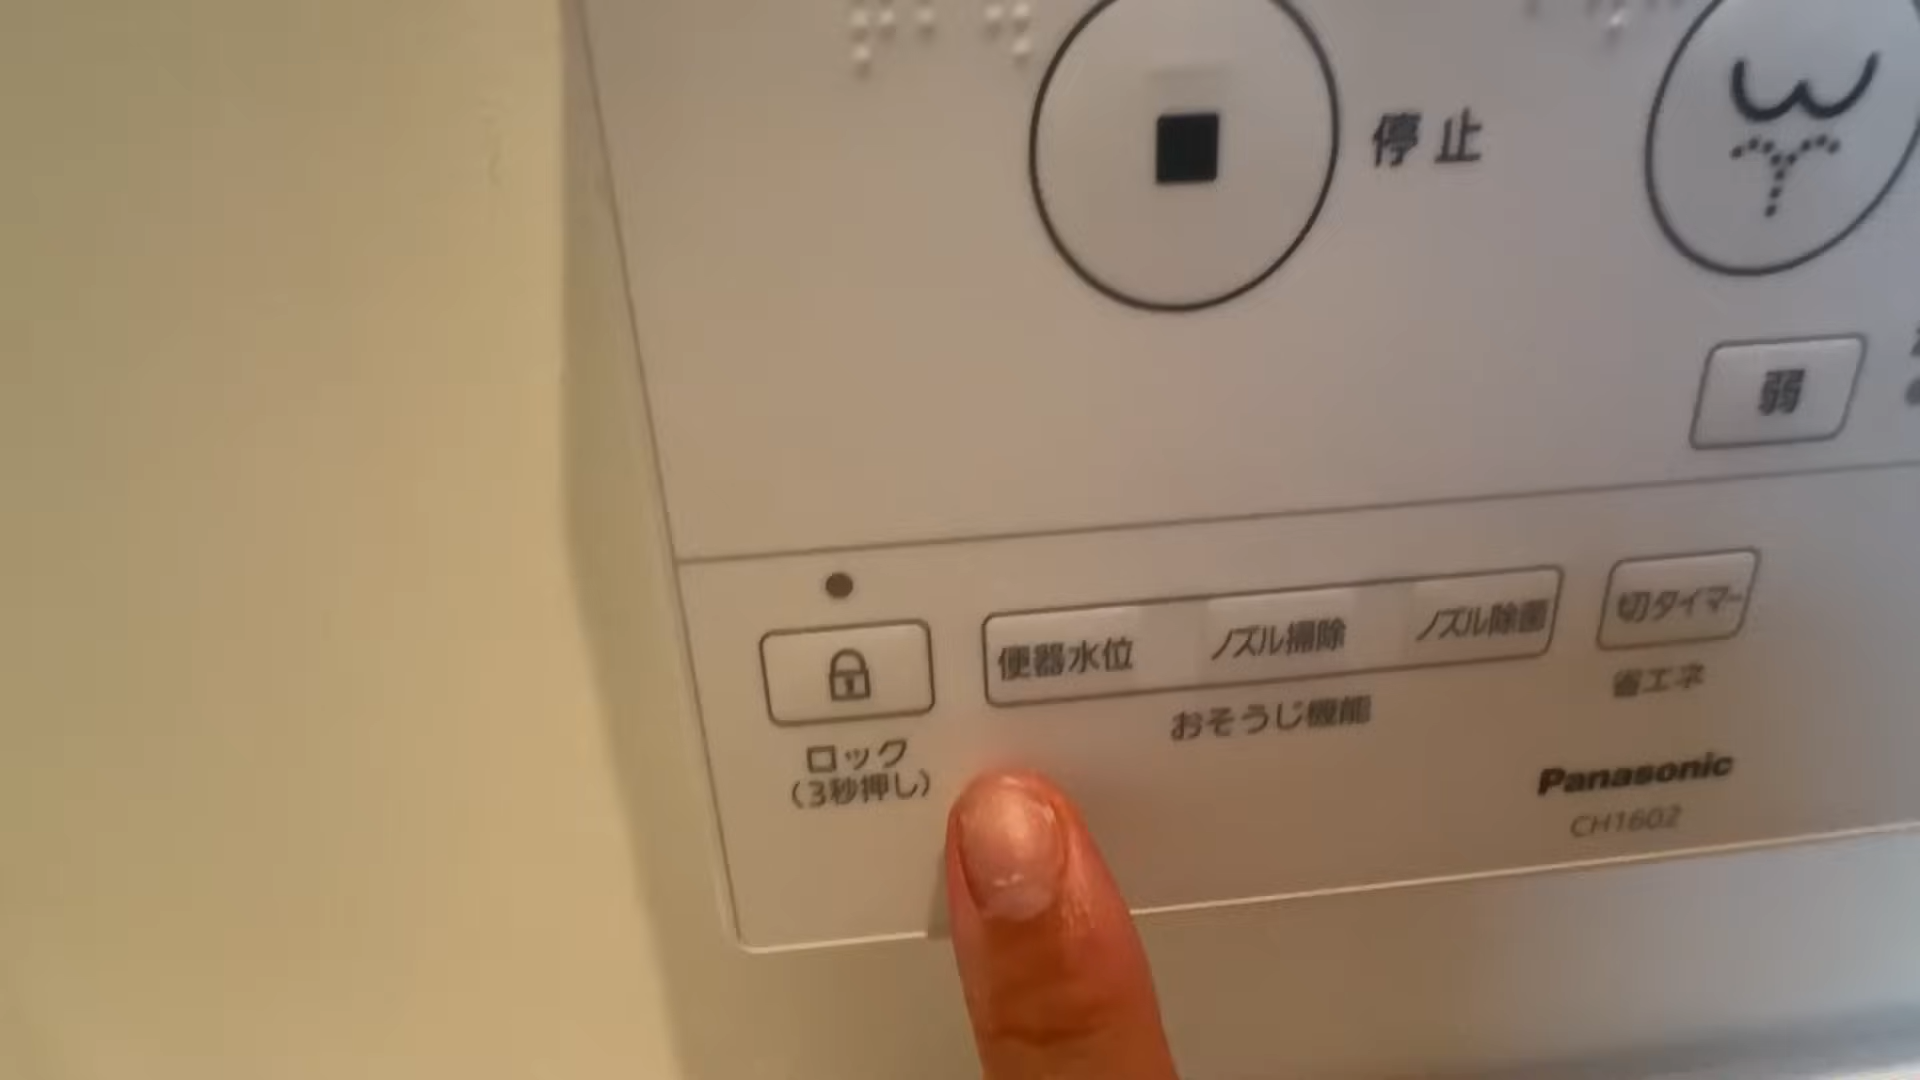 停止
弱
便器水位 ノズル掃除 ノズル除菌 切タイマー
ロック
(3秒押し)
おそうじ機能
省エネ
Panasonic
CH1602